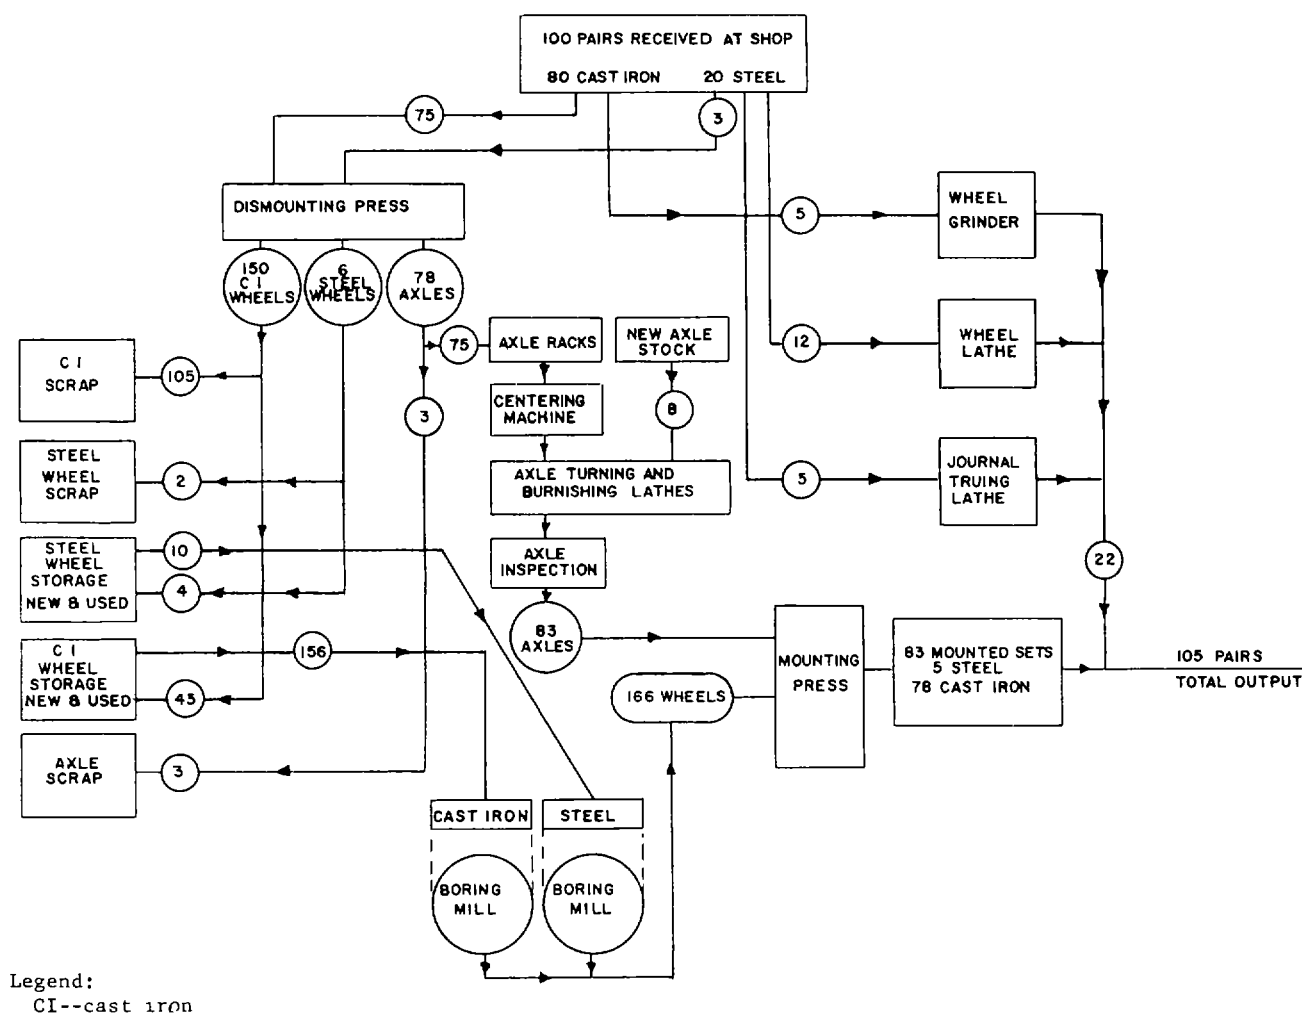 100 PAIRS RECEIVED AT SHOP
80 CAST IRON 20 STEEL
75
3
DISMOUNTING PRESS
5
WHEEL
GRINDER
150
C I
WHEELS
6
STEEL
WHEELS
78
AXLES
75
AXLE RACKS
NEW AXLE
STOCK
12
WHEEL
LATHE
C I
SCRAP
105
3
CENTERING
MACHINE
8
STEEL
WHEEL
SCRAP
2
AXLE TURNING AND
BURNISHING LATHES
5
JOURNAL
TRUING
LATHE
STEEL
WHEEL
STORAGE
NEW & USED
10
4
AXLE
INSPECTION
22
C I
WHEEL
STORAGE
NEW & USED
156
45
83
AXLES
166 WHEELS
MOUNTING
PRESS
83 MOUNTED SETS
5 STEEL
78 CAST IRON
105 PAIRS
TOTAL OUTPUT
AXLE
SCRAP
3
CAST IRON
STEEL
BORING
MILL
BORING
MILL
Legend:
CI--cast iron